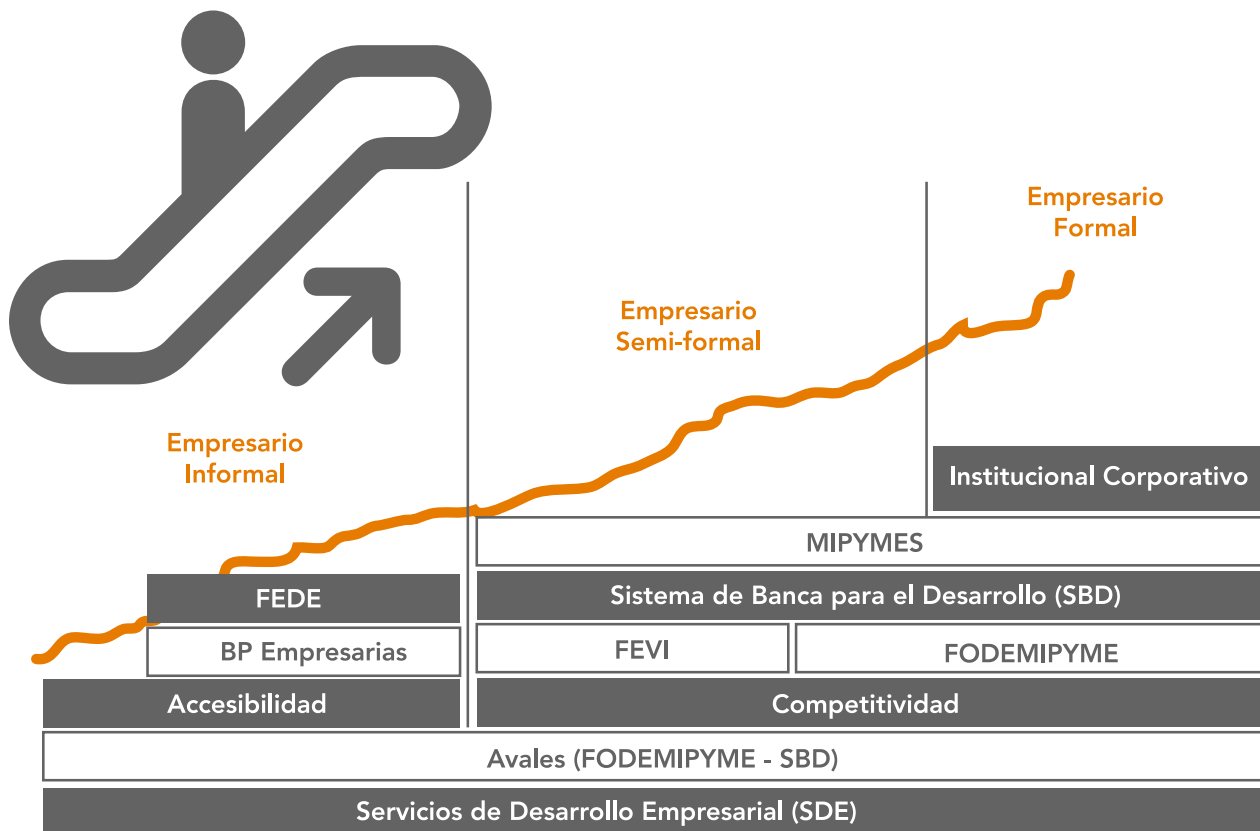 Empresario
Formal
Empresario
Semi-formal
Empresario
Informal
Institucional Corporativo
MIPYMES
FEDE
Sistema de Banca para el Desarrollo (SBD)
BP Empresarias
FEVI
FODEMIPYME
Accesibilidad
Competitividad
Avales (FODEMIPYME - SBD)
Servicios de Desarrollo Empresarial (SDE)